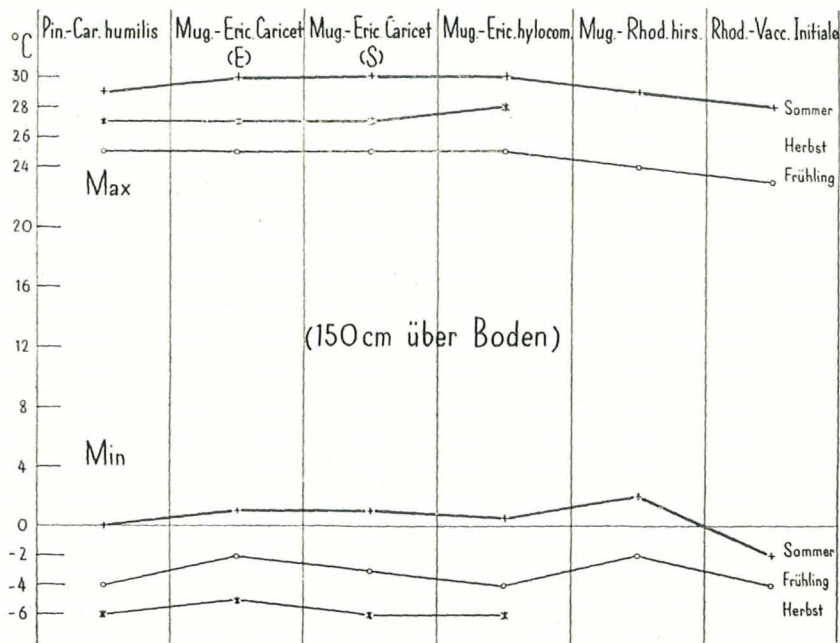 °C Pin.-Car. humilis Mug.-Eric. Caricet Mug.-Eric. Caricet Mug.-Eric. hylocom. Mug.-Rhod. hirs. Rhod.-Vacc. Initiale
(E) (S)
30
28 Sommer
26 Herbst
24 Frühling
Max
20
16
(150 cm über Boden)
12
8
Min
4
0
-2 Sommer
-4 Frühling
-6 Herbst